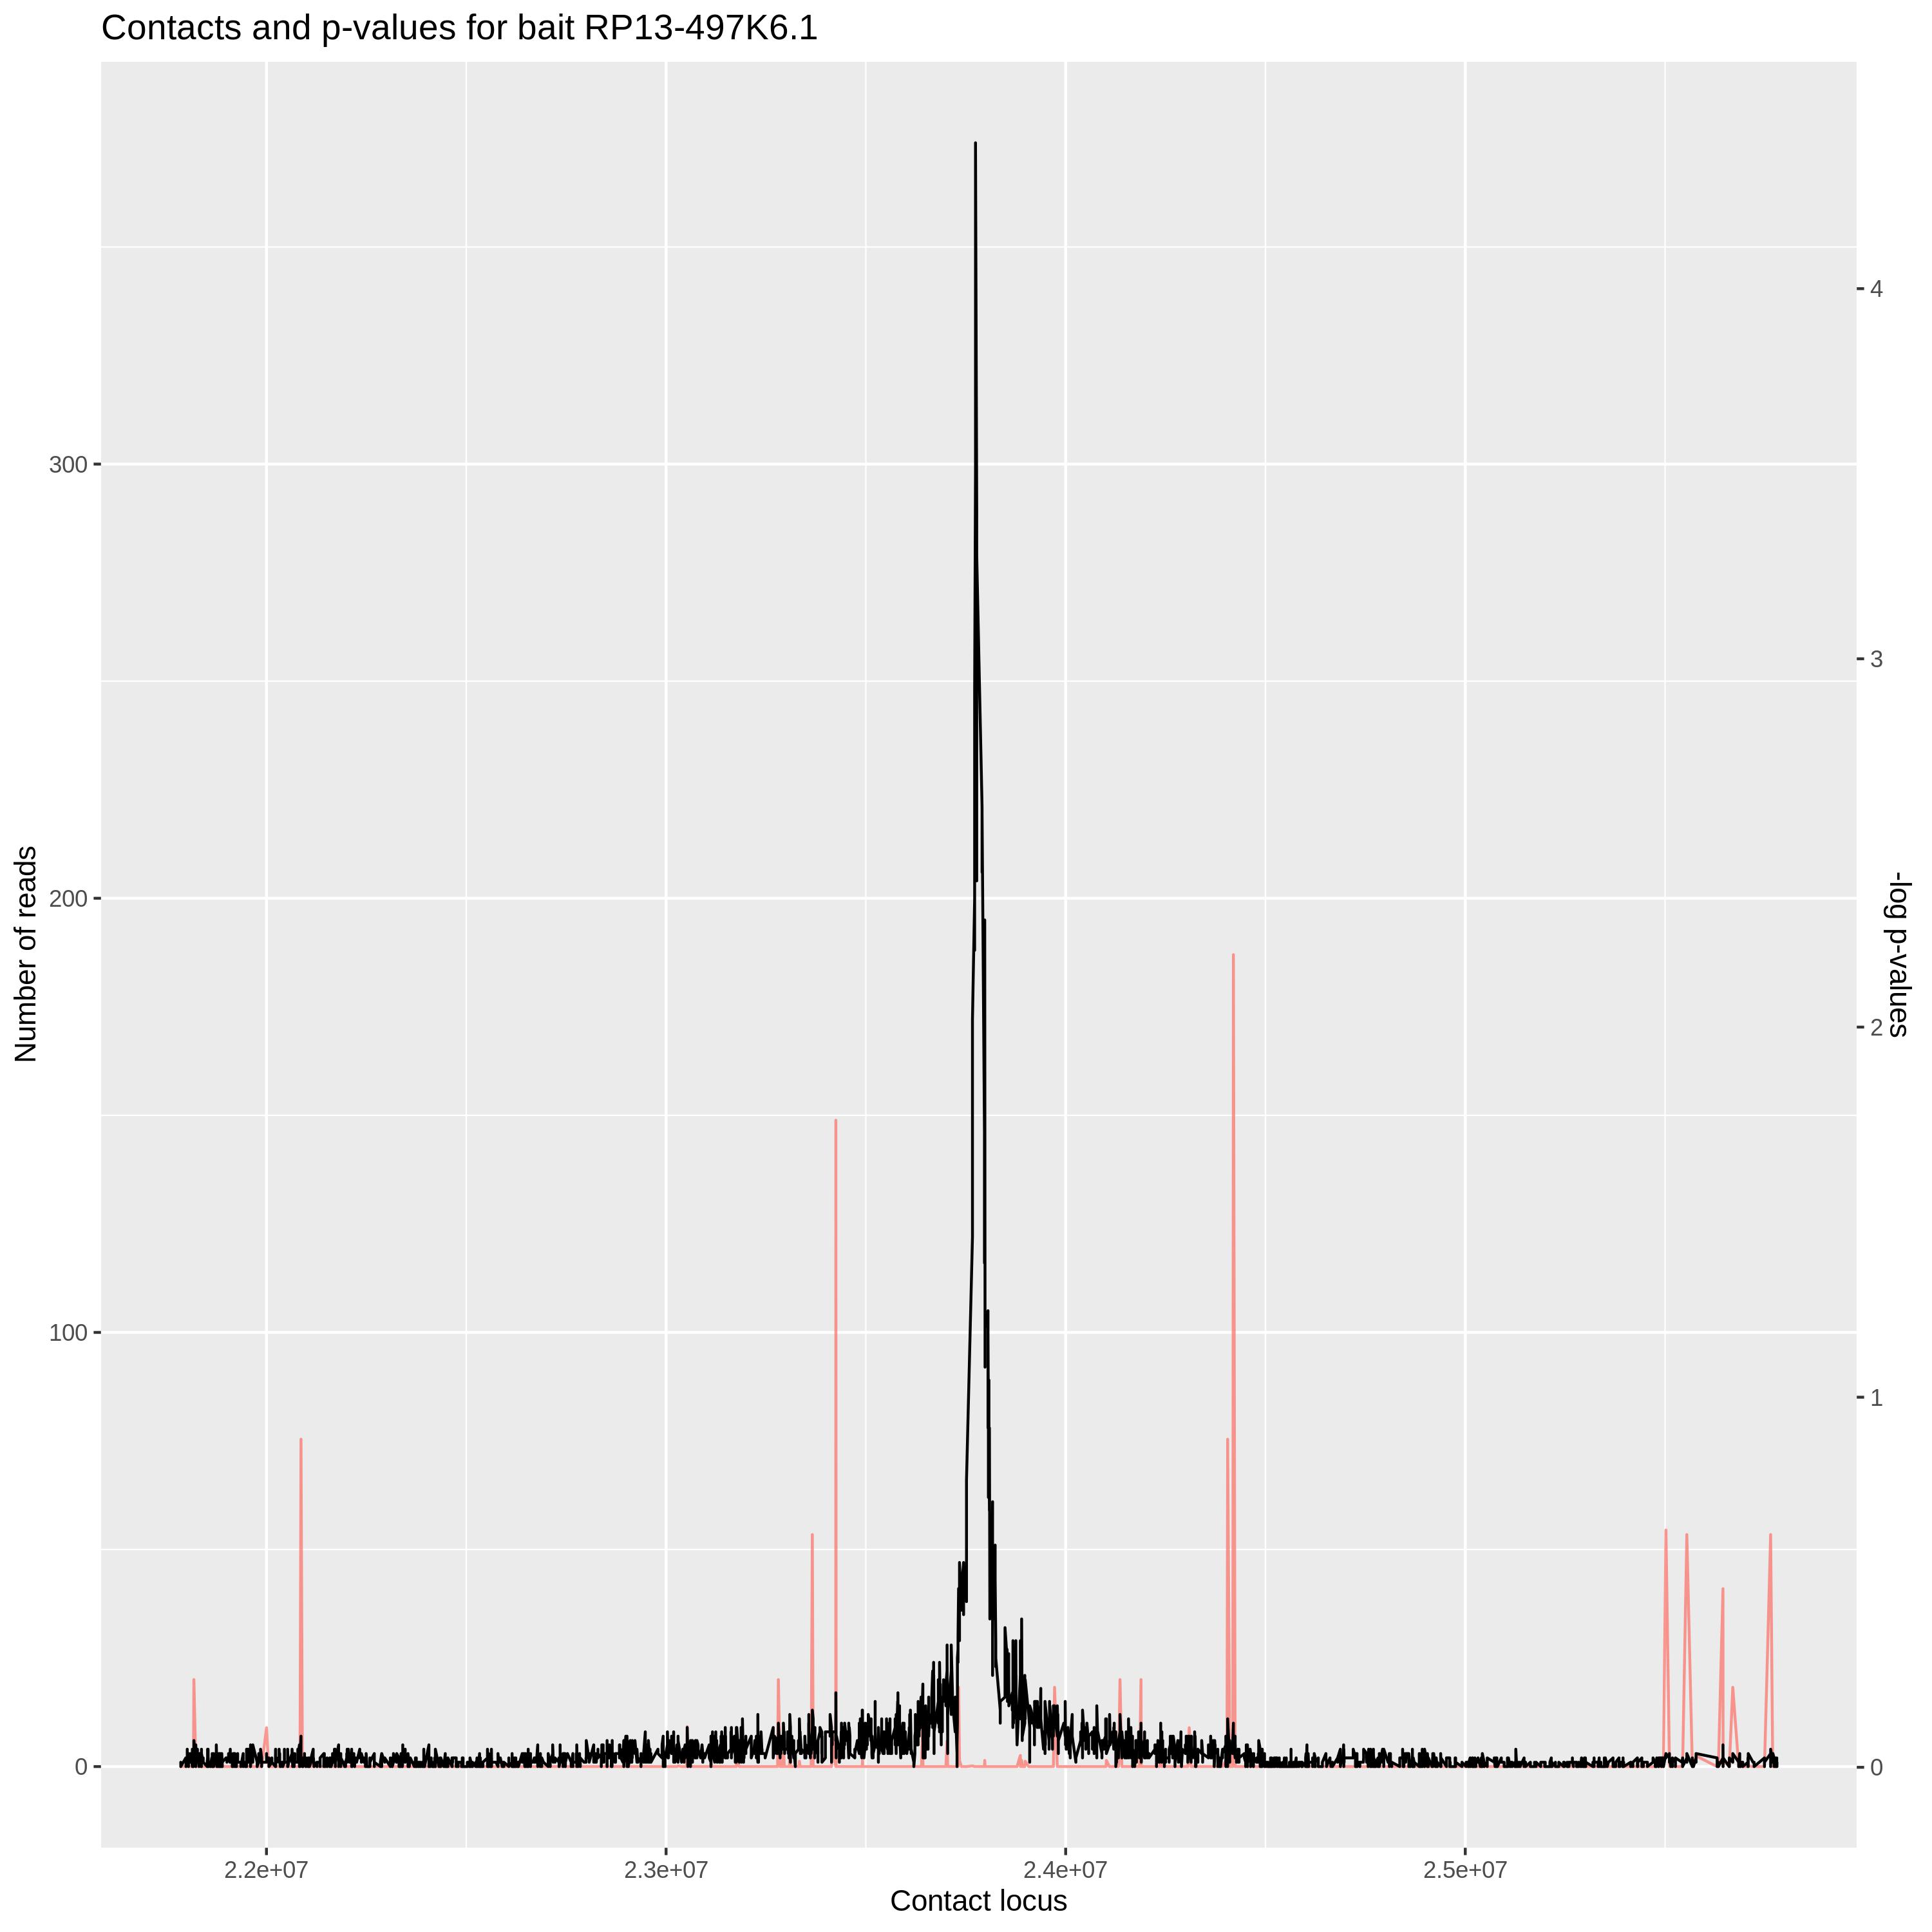 Contacts and p-values for bait RP13-497K6.1
300
200
100
0
Number of reads
4
3
2
1
0
-log p-values
2.2e+07
2.3e+07
2.4e+07
2.5e+07
Contact locus